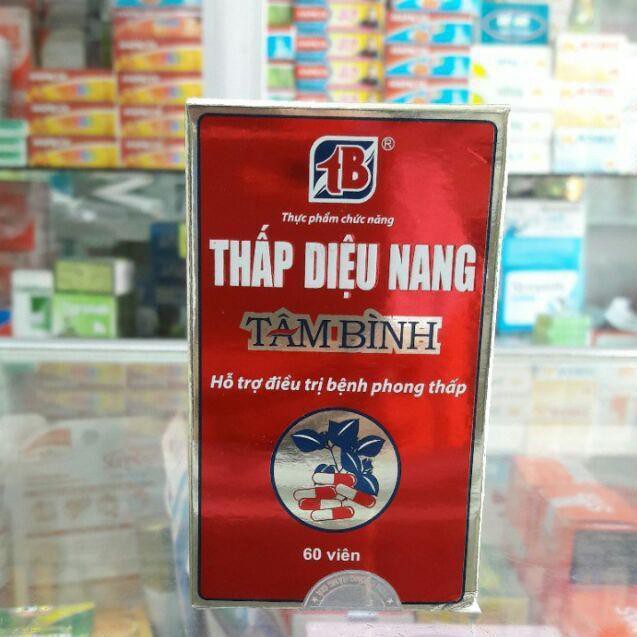 tB®
Thực phẩm chức năng
THẤP DIỆU NANG
TÂM BÌNH
Hỗ trợ điều trị bệnh phong thấp
60 viên